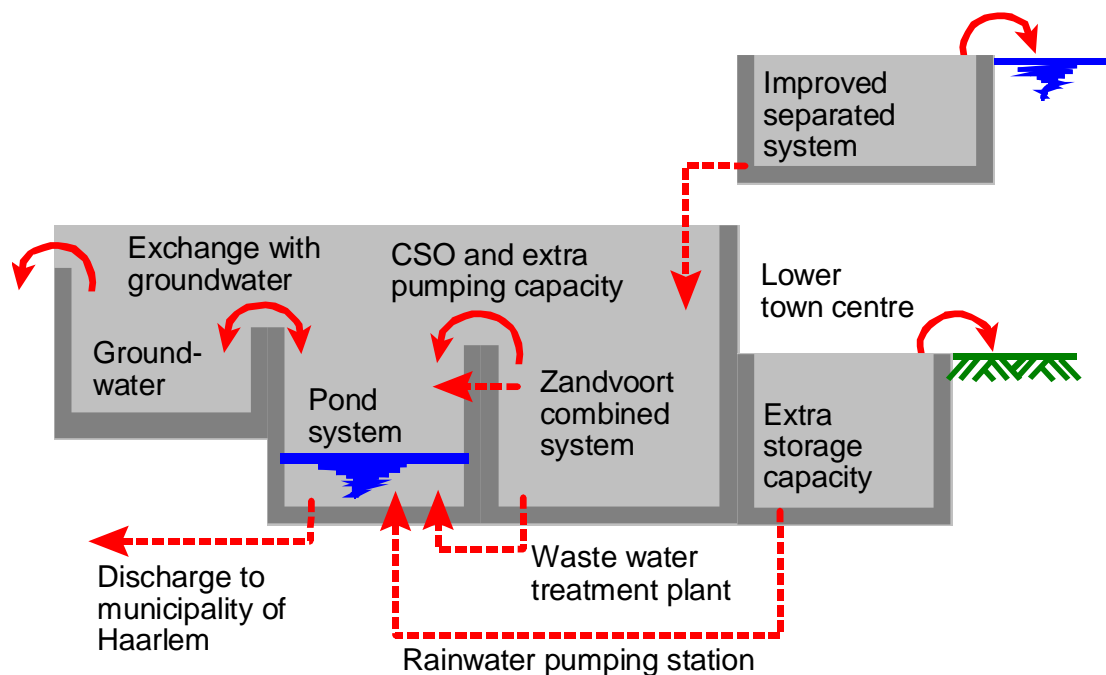 Improved
separated
system
Exchange with
groundwater
CSO and extra
pumping capacity
Lower
town centre
Ground-
water
Pond
system
Zandvoort
combined
system
Extra
storage
capacity
Discharge to
municipality of
Haarlem
Waste water
treatment plant
Rainwater pumping station